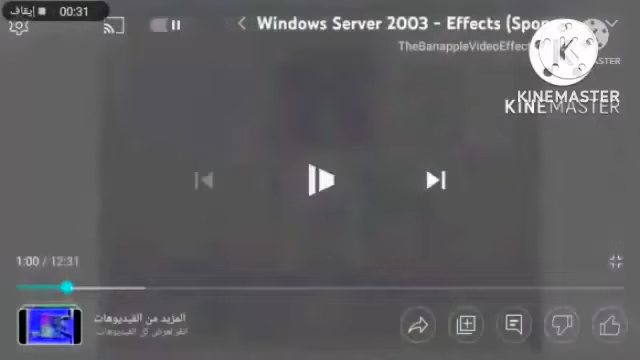 00:31 ■ إيقاف
Windows Server 2003 - Effects (Spon
TheBanappleVideoEffect
KINEMASTER
KINEMASTER
1:00 / 12:31
المزيد من الفيديوهات
انقر لعرض كل الفيديوهات